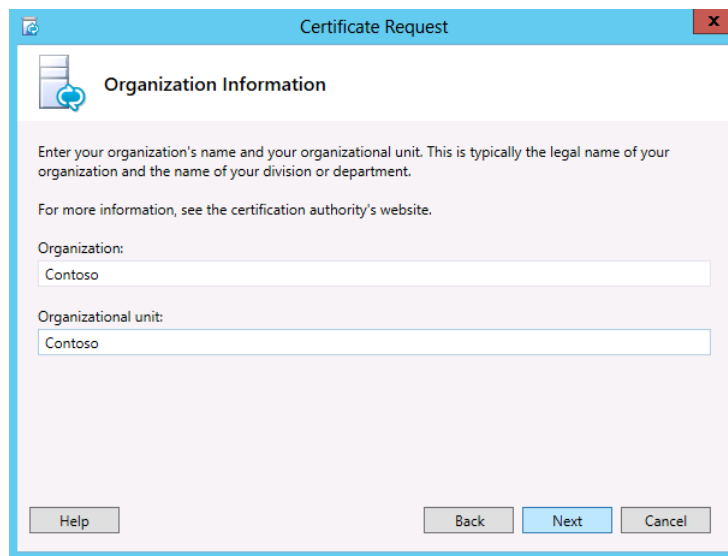 Certificate Request
x
Organization Information
Enter your organization's name and your organizational unit. This is typically the legal name of your
organization and the name of your division or department.
For more information, see the certification authority's website.
Organization:
Contoso
Organizational unit:
Contoso
Help Back Next Cancel